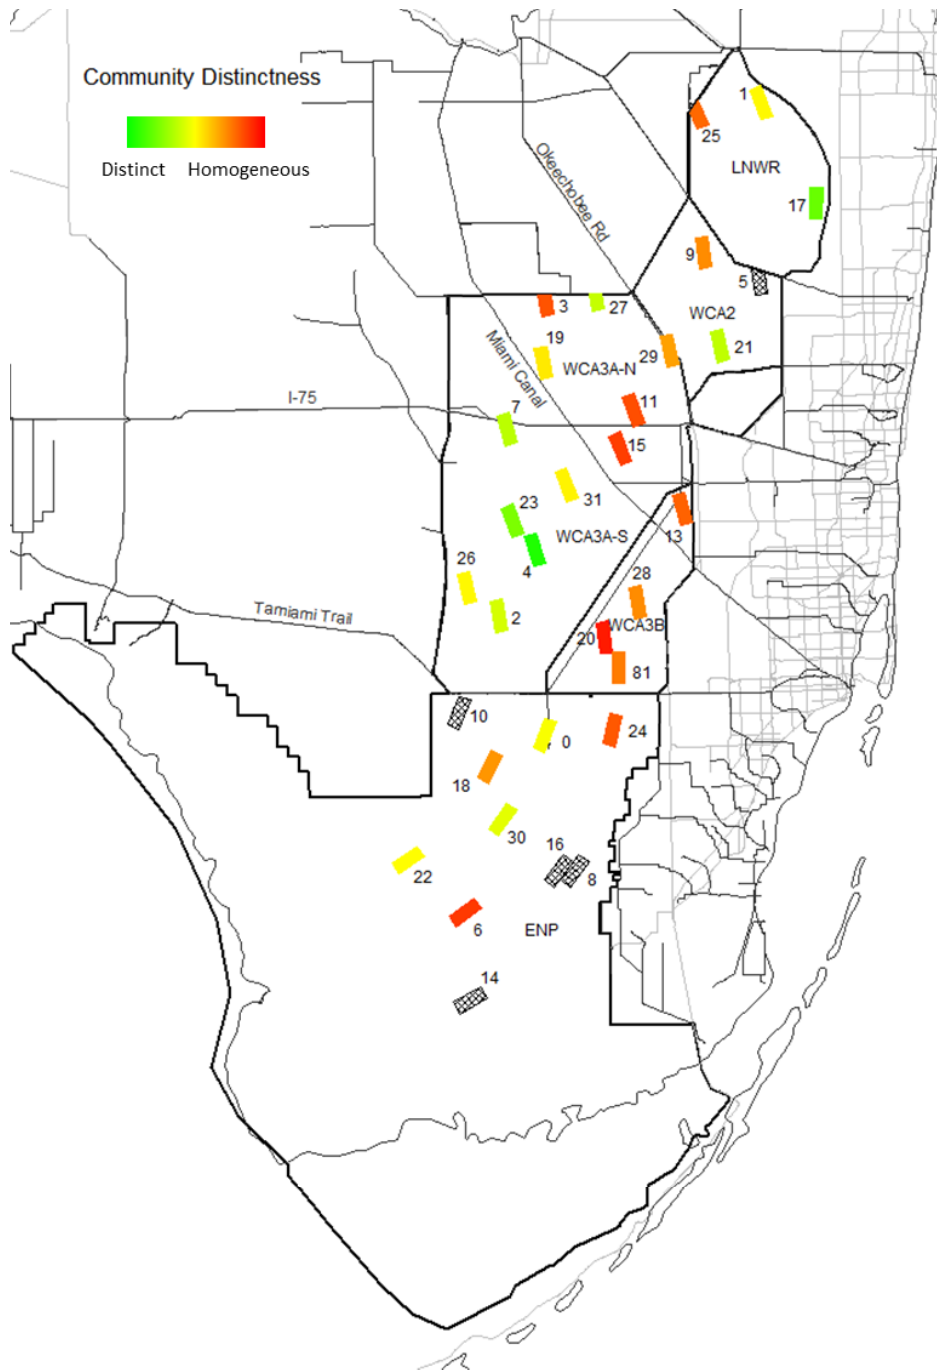 Community Distinctness
Distinct Homogeneous
1
25
LNWR
17
Okeechobee Rd
9
5
WCA2
3
27
19
29
21
WCA3A-N
Miami Canal
I-75
7
11
15
31
23
WCA3A-S
13
4
26
28
Tamiami Trail
2
20
WCA3B
81
10
0
24
18
30
16
22
8
6
ENP
14